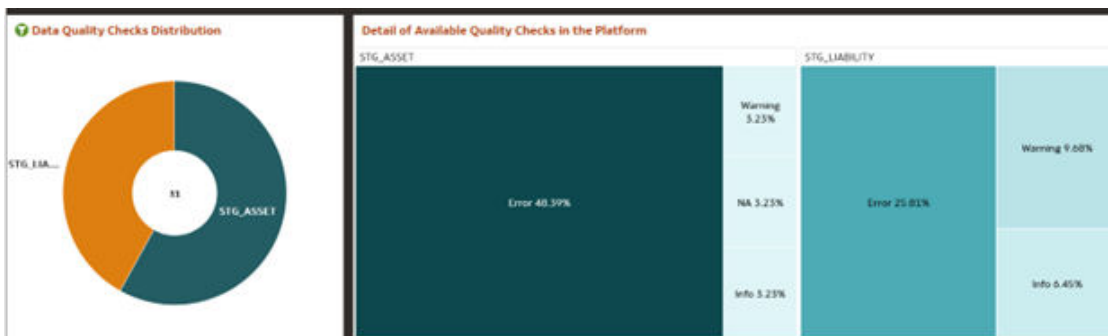 Data Quality Checks Distribution
STG_LIA...
31
STG_ASSET
Detail of Available Quality Checks in the Platform
STG_ASSET
Error 48.39%
Warning
3.23%
NA 3.23%
Info 3.23%
STG_LIABILITY
Error 25.81%
Warning 9.68%
Info 6.45%